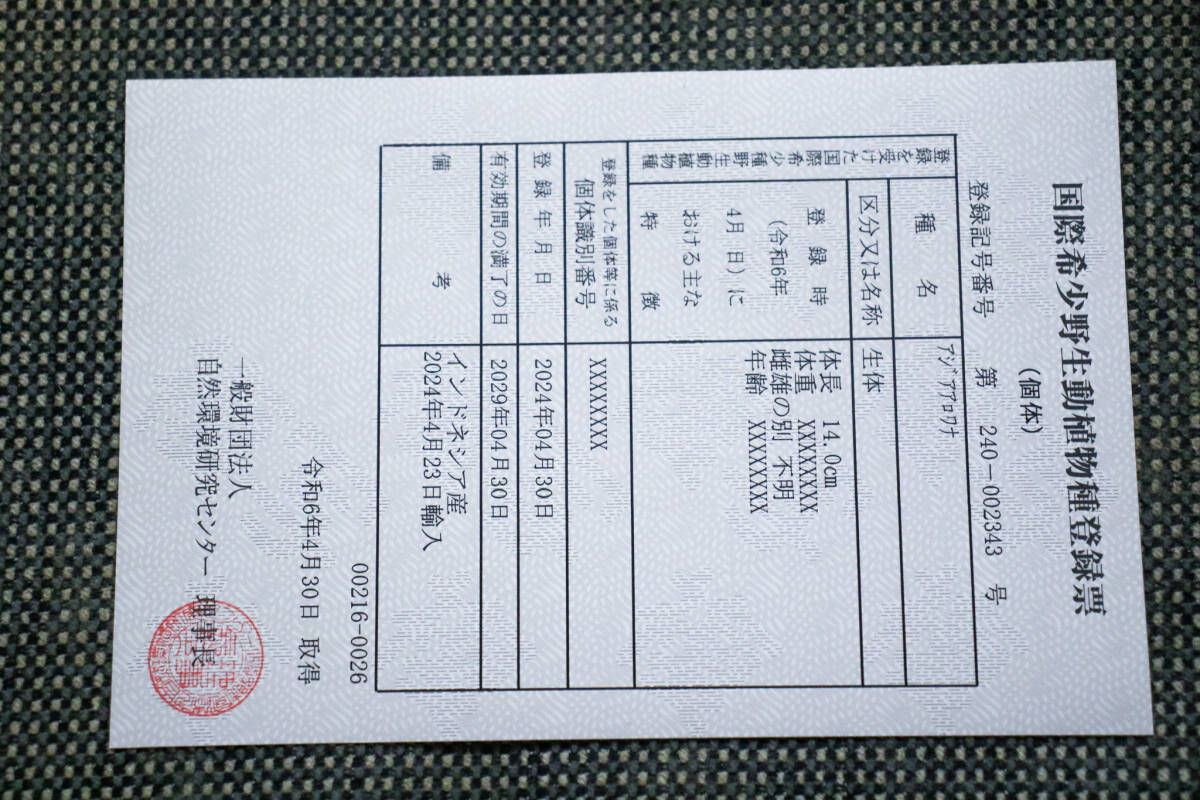 国際希少野生動植物種登録票
(個体)
登録記号番号 第 240-002343 号
登録を受けた国際希少野生動植物種
種名 アジアアロワナ
区分又は名称 生体
登録時
(令和6年
4月 日)に
おける主な
特徴
体長 14.0cm
体重 XXXXXXXX
雌雄の別 不明
年齢 XXXXXXXX
登録をした個体等に係る
個体識別番号 XXXXXXXX
登録年月日 2024年04月30日
有効期間の満了の日 2029年04月30日
備考
インドネシア産
2024年4月23日輸入
00216-0026
令和6年4月30日 取得
一般財団法人
自然環境研究センター 理事長